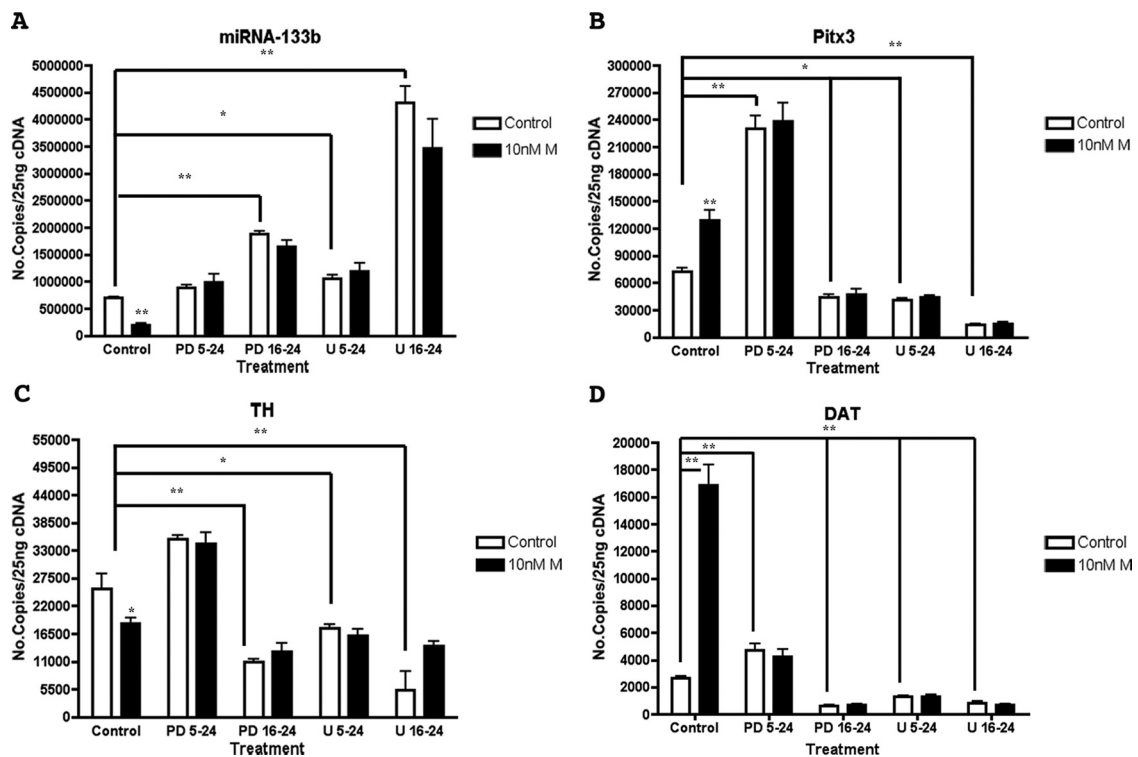 A
miRNA-133b
**
*
**
**
No.Copies/25ng cDNA
5000000
4500000
4000000
3500000
3000000
2500000
2000000
1500000
1000000
500000
0
Control
PD 5-24
PD 16-24
U 5-24
U 16-24
Treatment
Control
10nM M
B
Pitx3
**
*
**
**
No.Copies/25ng cDNA
300000
270000
240000
210000
180000
150000
120000
90000
60000
30000
0
Control
PD 5-24
PD 16-24
U 5-24
U 16-24
Treatment
Control
10nM M
C
TH
**
*
**
*
No.Copies/25ng cDNA
55000
49500
44000
38500
33000
27500
22000
16500
11000
5500
0
Control
PD 5-24
PD 16-24
U 5-24
U 16-24
Treatment
Control
10nM M
D
DAT
**
**
**
No.Copies/25ng cDNA
20000
18000
16000
14000
12000
10000
8000
6000
4000
2000
0
Control
PD 5-24
PD 16-24
U 5-24
U 16-24
Treatment
Control
10nM M